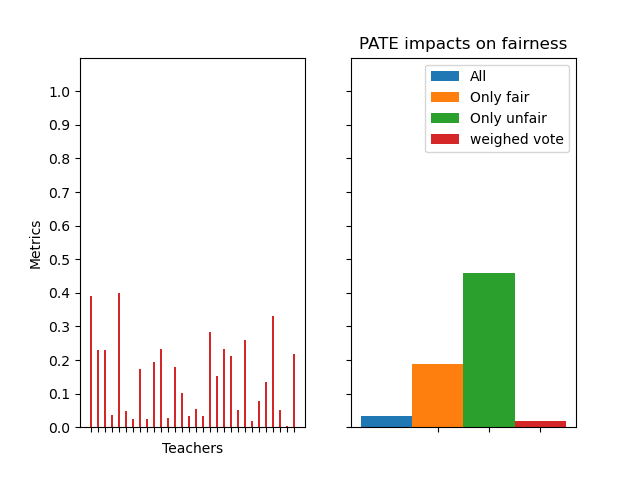 PATE impacts on fairness
All
Only fair
Only unfair
weighed vote
1.0
0.9
0.8
0.7
0.6
0.5
0.4
0.3
0.2
0.1
0.0
Metrics
Teachers